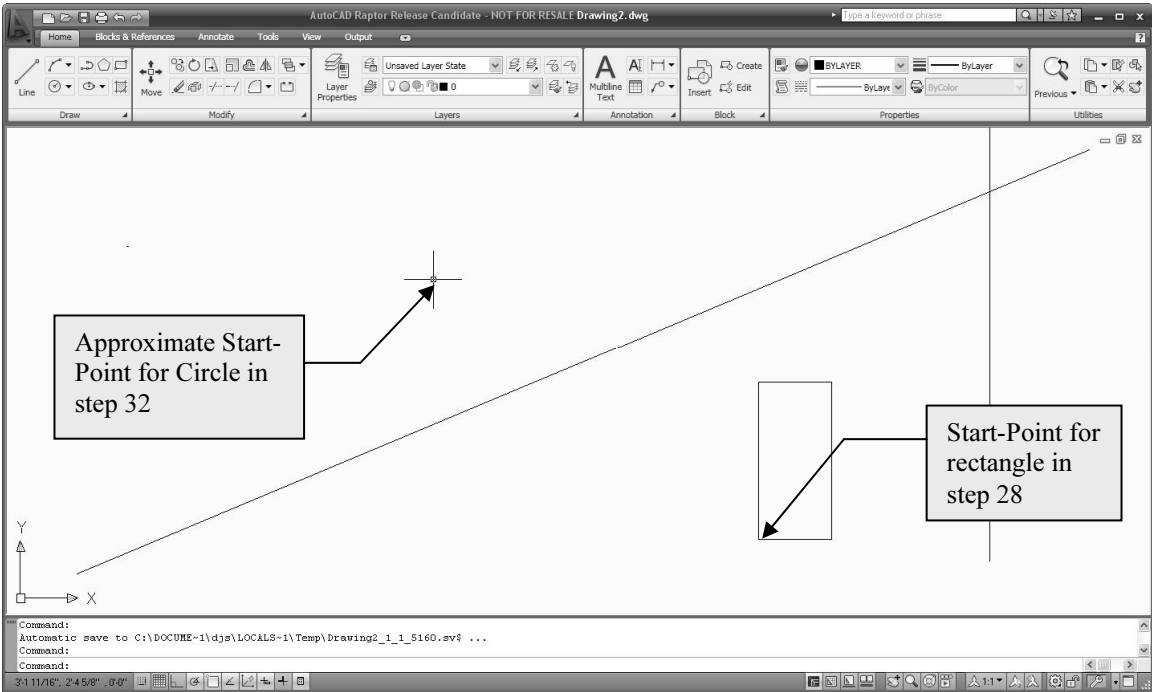 AutoCAD Raptor Release Candidate - NOT FOR RESALE Drawing2.dwg
Type a keyword or phrase
Home Blocks & References Annotate Tools View Output
Line
Move
Layer Properties
Unsaved Layer State
0
Multiline Text
Insert
Create
Edit
BYLAYER
ByLayer
ByLaye
ByColor
Previous
Draw Modify Layers Annotation Block Properties Utilities
Approximate Start-
Point for Circle in
step 32
Start-Point for
rectangle in
step 28
Y
X
Command:
Automatic save to C:\DOCUME~1\djs\LOCALS~1\Temp\Drawing2_1_1_5160.sv$ ...
Command:
Command:
3'-1 11/16", 2'-4 5/8" , 0'-0"
1:1